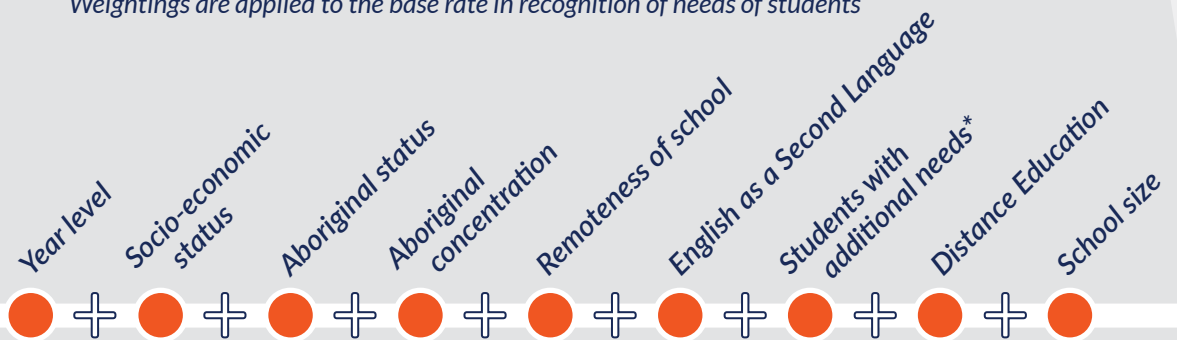 Weightings are applied to the base rate in recognition of needs of students
Year level
Socio-economic
status
Aboriginal status
Aboriginal
concentration
Remoteness of school
English as a Second Language
Students with
additional needs*
Distance Education
School size